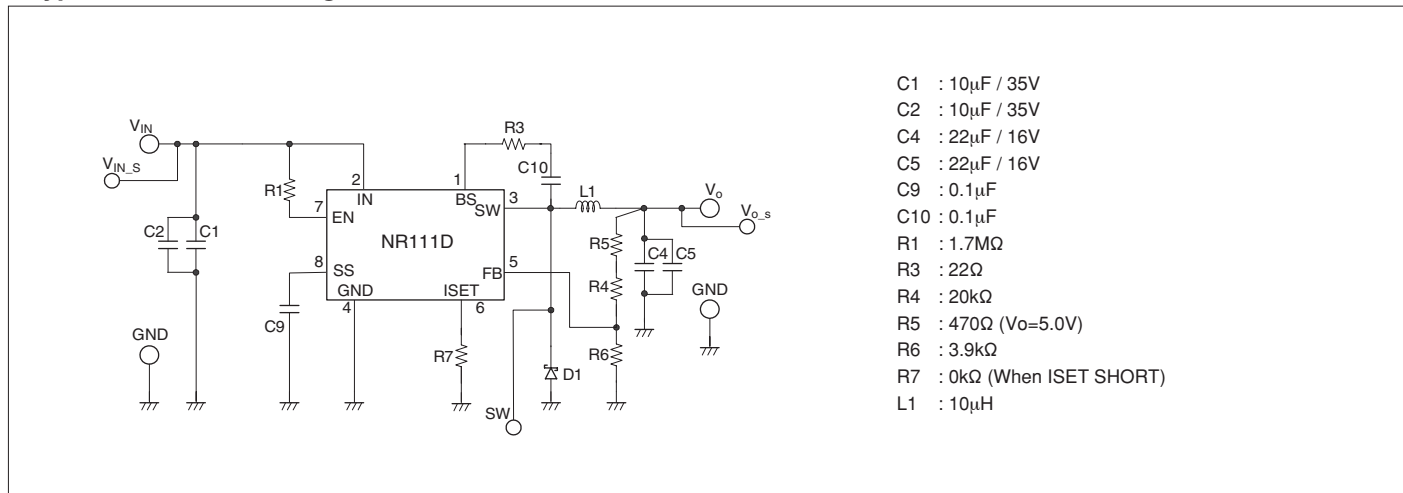 VIN
VIN_S
R1
C2
C1
GND
7
EN
2
IN
1
BS
R3
C10
SW
3
L1
Vo
Vo_s
NR111D
8
SS
FB
5
GND
4
ISET
6
C9
R7
R5
R4
R6
C4
C5
GND
D1
SW
C1 : 10μF / 35V
C2 : 10μF / 35V
C4 : 22μF / 16V
C5 : 22μF / 16V
C9 : 0.1μF
C10 : 0.1μF
R1 : 1.7MΩ
R3 : 22Ω
R4 : 20kΩ
R5 : 470Ω (Vo=5.0V)
R6 : 3.9kΩ
R7 : 0kΩ (When ISET SHORT)
L1 : 10μH